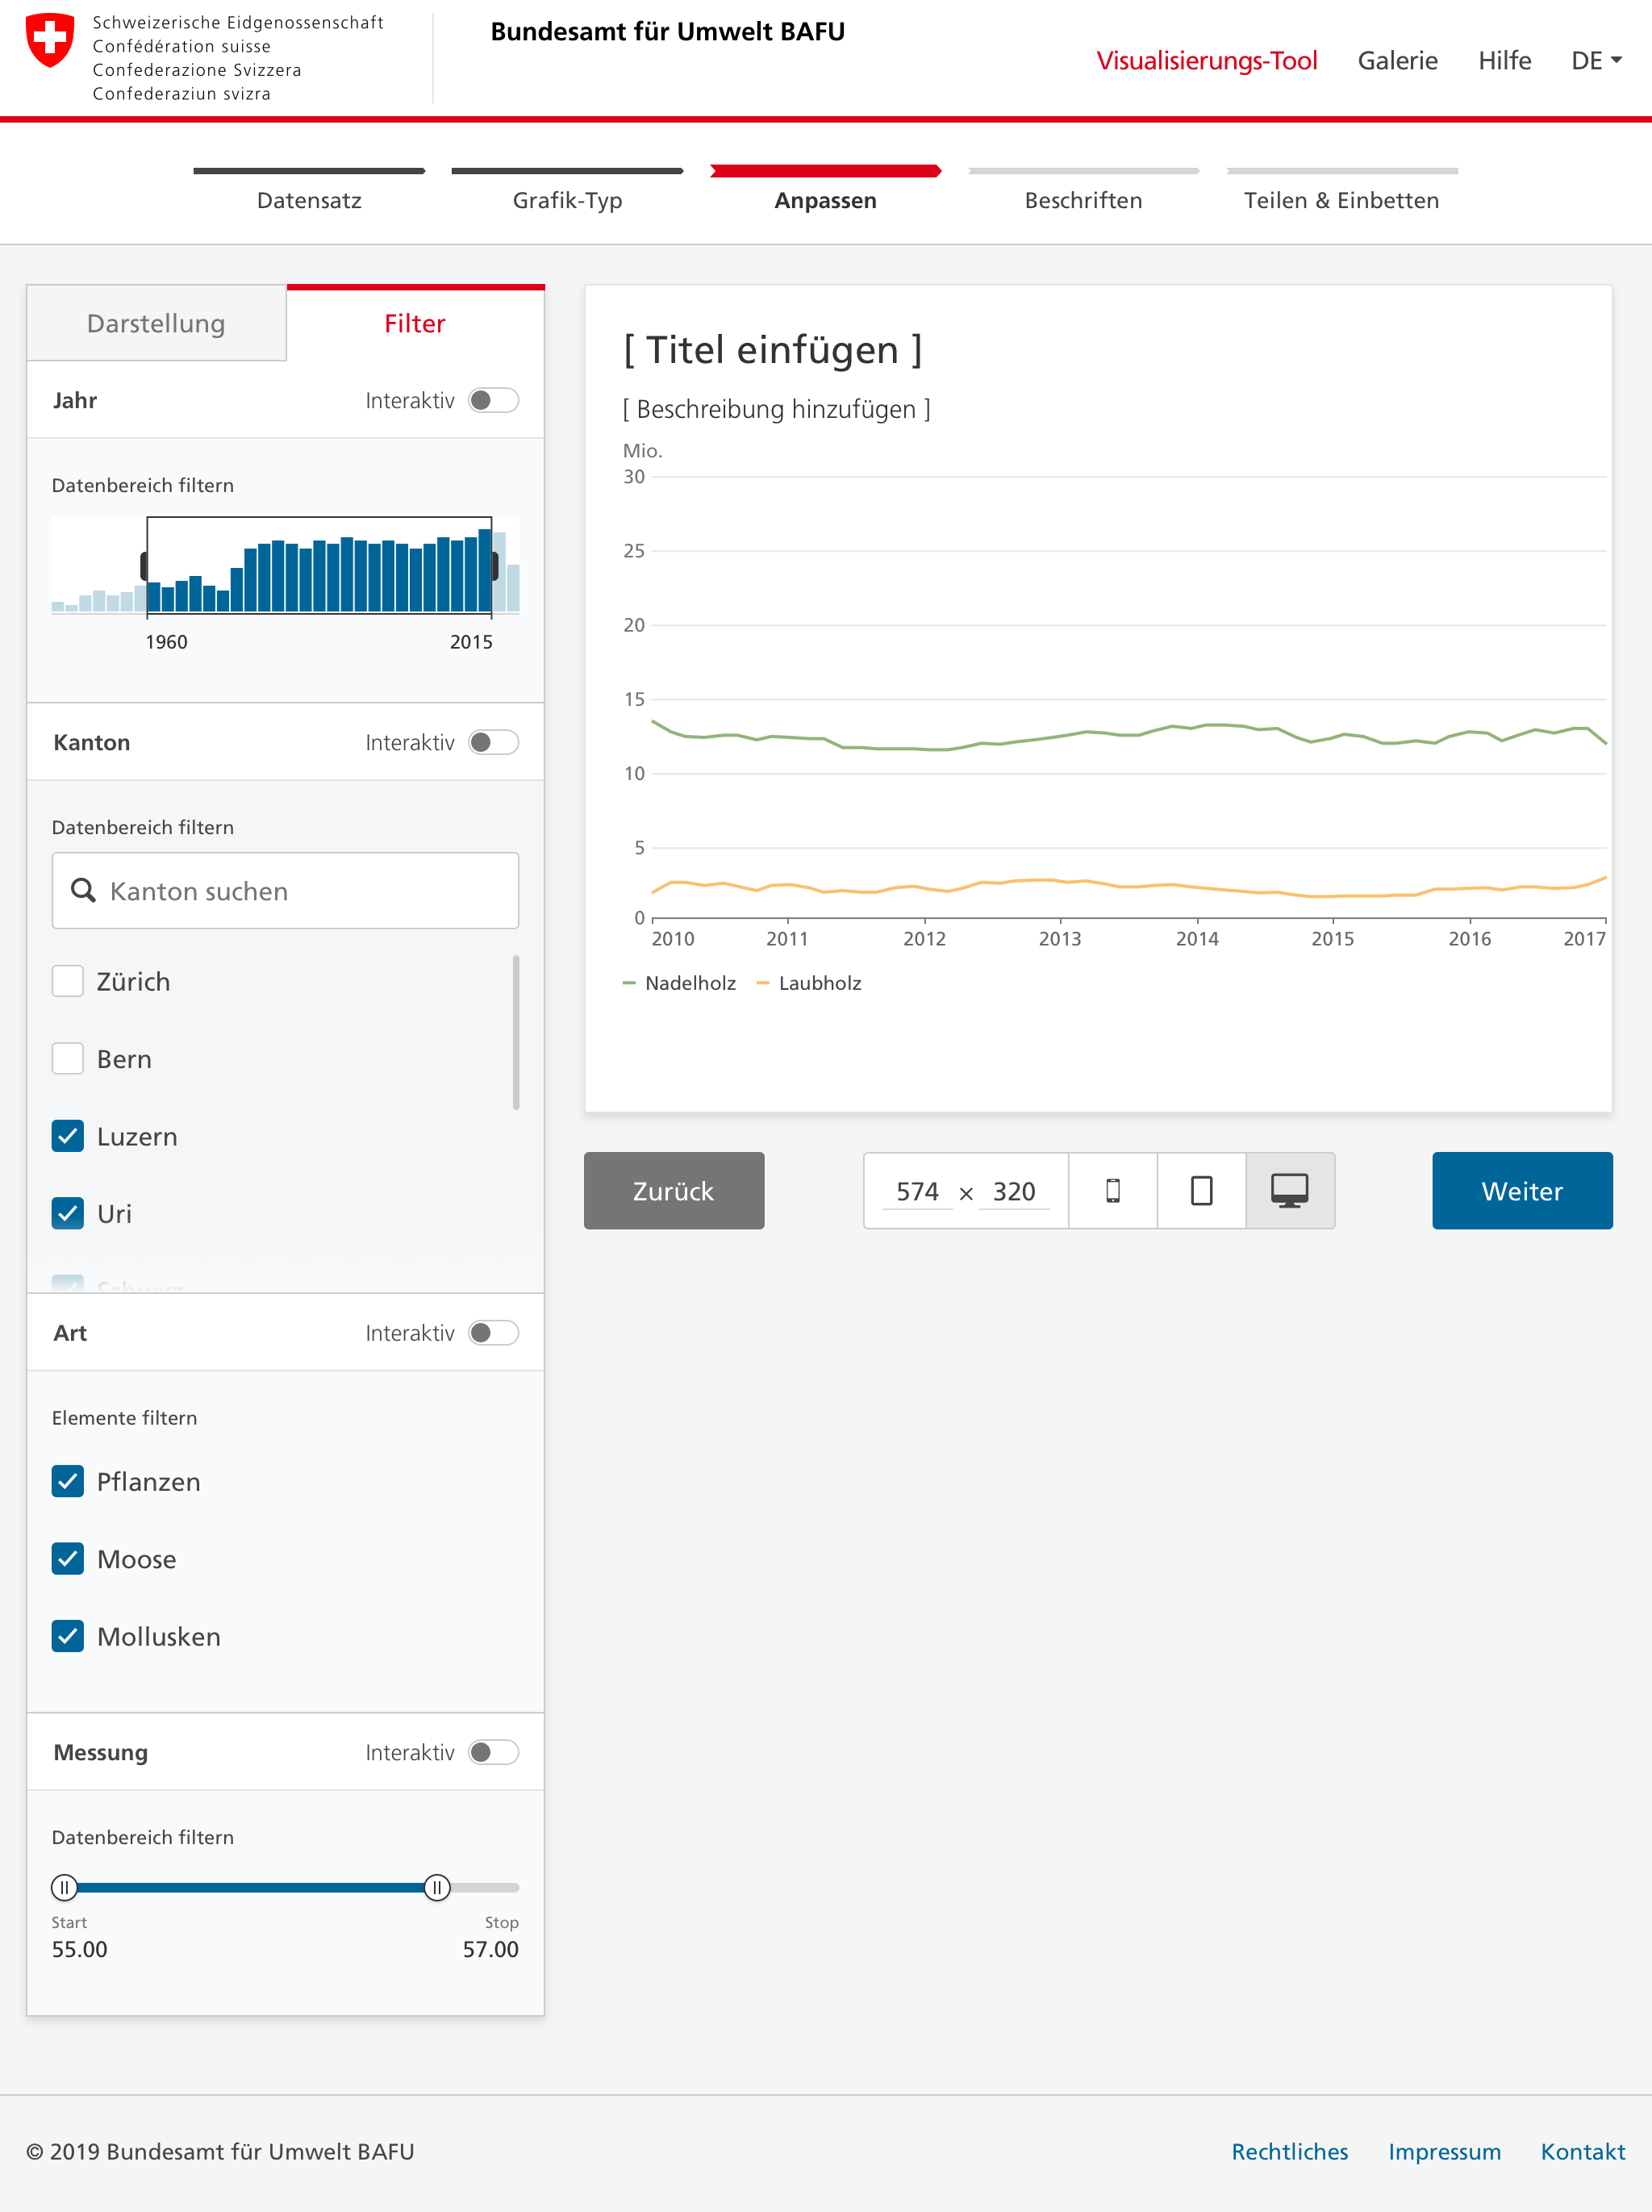 Schweizerische Eidgenossenschaft
Confédération suisse
Confederazione Svizzera
Confederaziun svizra
Bundesamt für Umwelt BAFU
Visualisierungs-Tool Galerie Hilfe DE
Datensatz Grafik-Typ Anpassen Beschriften Teilen & Einbetten
Darstellung Filter
Jahr Interaktiv
Datenbereich filtern
1960 2015
Kanton Interaktiv
Datenbereich filtern
Kanton suchen
Zürich
Bern
Luzern
Uri
Schwyz
Art Interaktiv
Elemente filtern
Pflanzen
Moose
Mollusken
Messung Interaktiv
Datenbereich filtern
Start Stop
55.00 57.00
[ Titel einfügen ]
[ Beschreibung hinzufügen ]
Mio.
30
25
20
15
10
5
0
2010 2011 2012 2013 2014 2015 2016 2017
Nadelholz Laubholz
Zurück 574 × 320 Weiter
© 2019 Bundesamt für Umwelt BAFU Rechtliches Impressum Kontakt